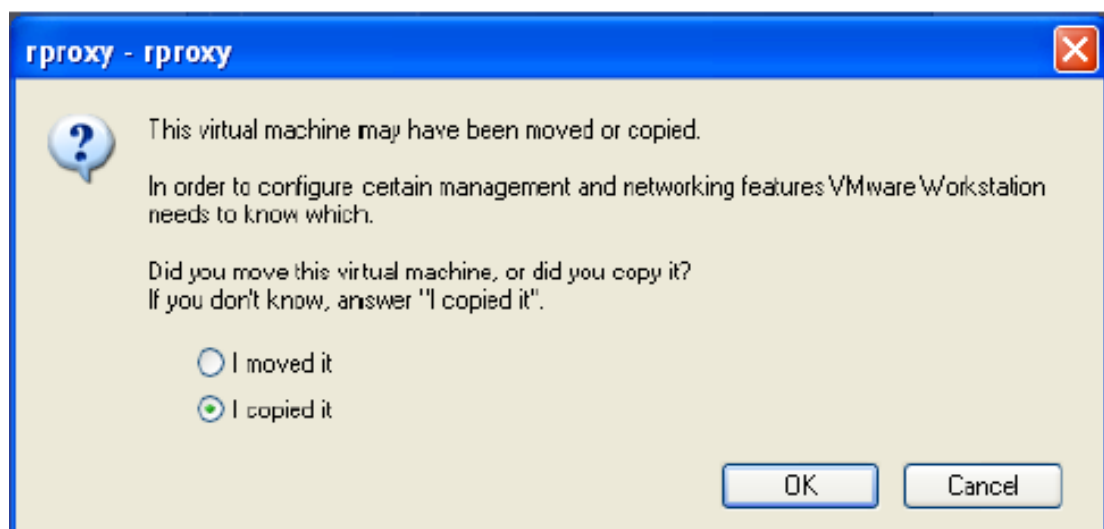 rproxy - rproxy
This virtual machine may have been moved or copied.
In order to configure certain management and networking features VMware Workstation
needs to know which.
Did you move this virtual machine, or did you copy it?
If you don't know, answer "I copied it".
I moved it
I copied it
OK Cancel